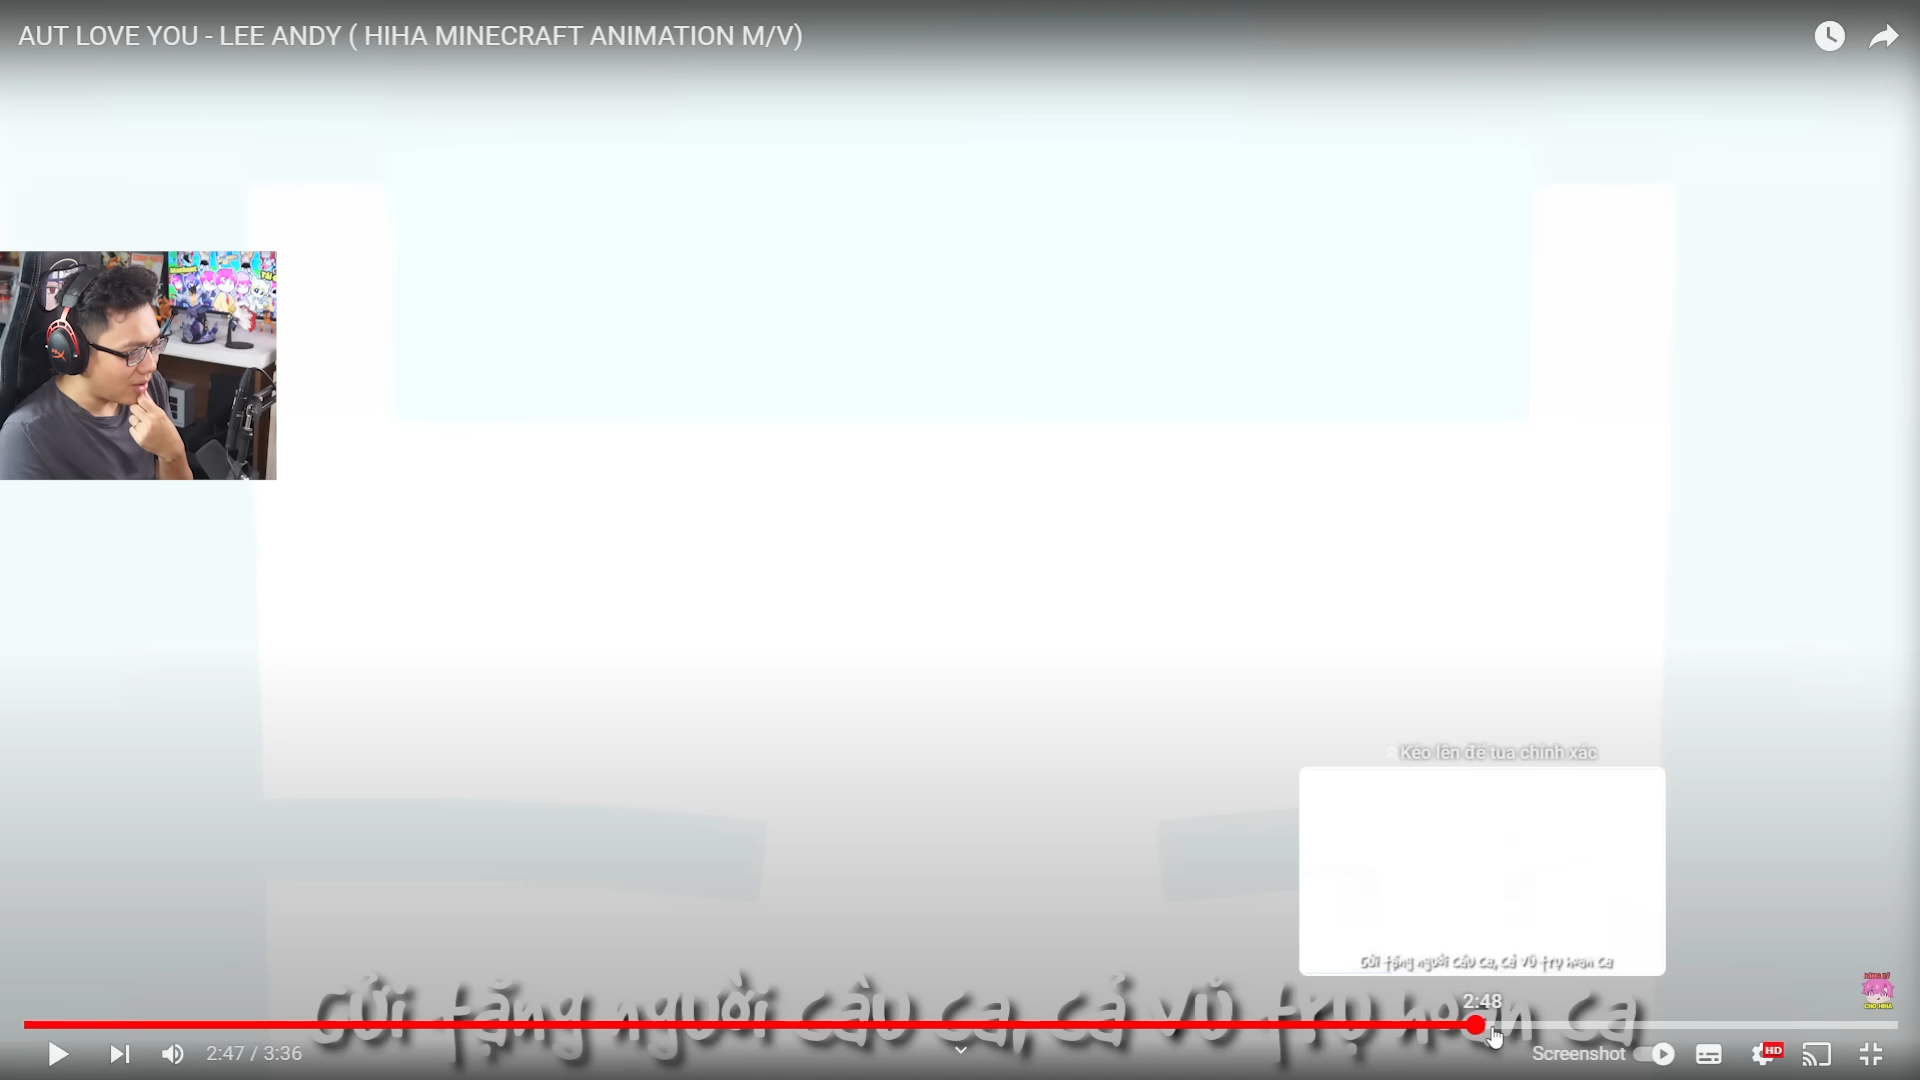 AUT LOVE YOU - LEE ANDY ( HIHA MINECRAFT ANIMATION M/V)
Kéo lên để tua chính xác
Gửi tặng người câu ca, cả vũ trụ hoan ca
2:48
Gửi tặng người câu ca, cả vũ trụ hoan ca
2:47 / 3:36
Screenshot
HD